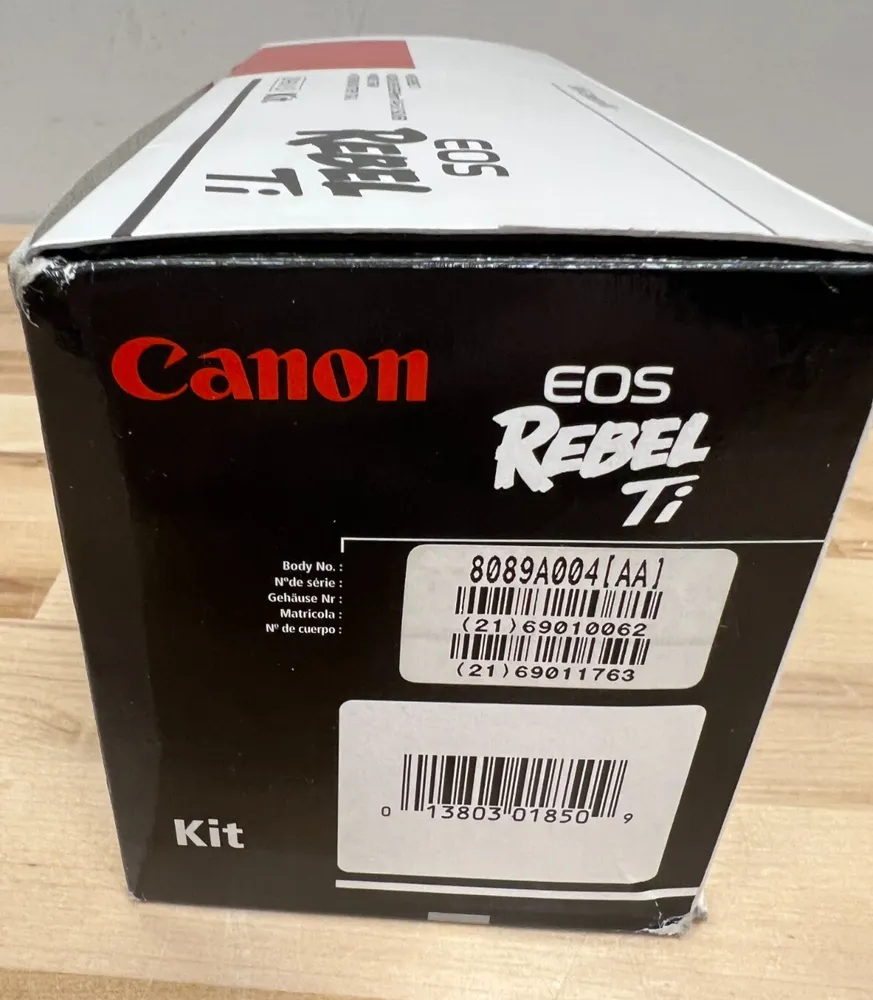 EOS
REBEL
Ti
Canon
EOS
REBEL
Ti
Body No. :
N°de série :
Gehäuse Nr :
Matricola :
Nº de cuerpo :
8089A004[AA]
(21)69010062
(21)69011763
0 13803 01850 9
Kit